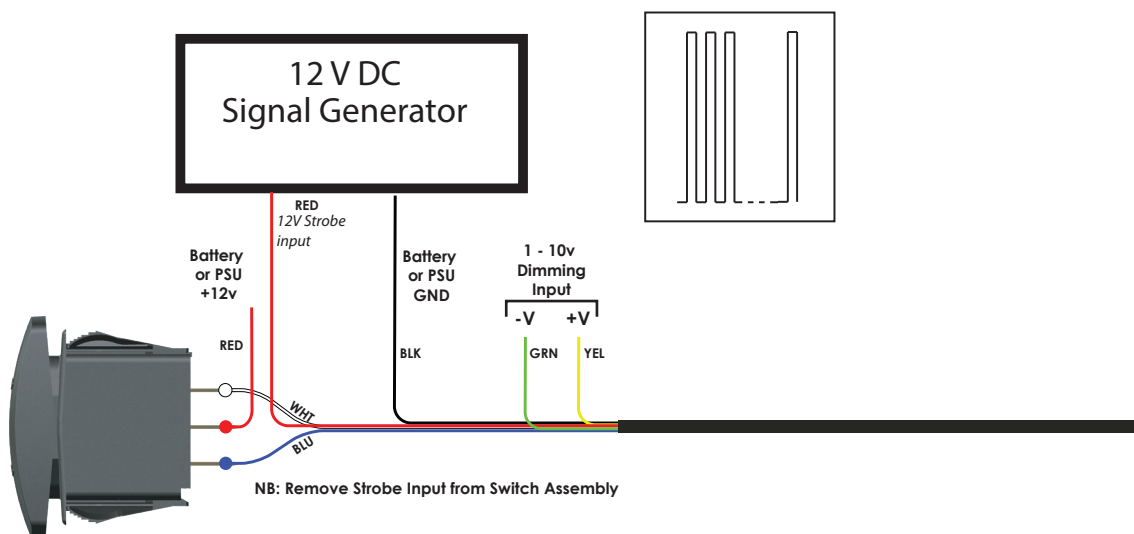 12 V DC
Signal Generator
RED
12V Strobe
input
Battery
or PSU
+12v
Battery
or PSU
GND
1 - 10v
Dimming
Input
-V +V
RED
BLK
GRN
YEL
WHT
BLU
NB: Remove Strobe Input from Switch Assembly